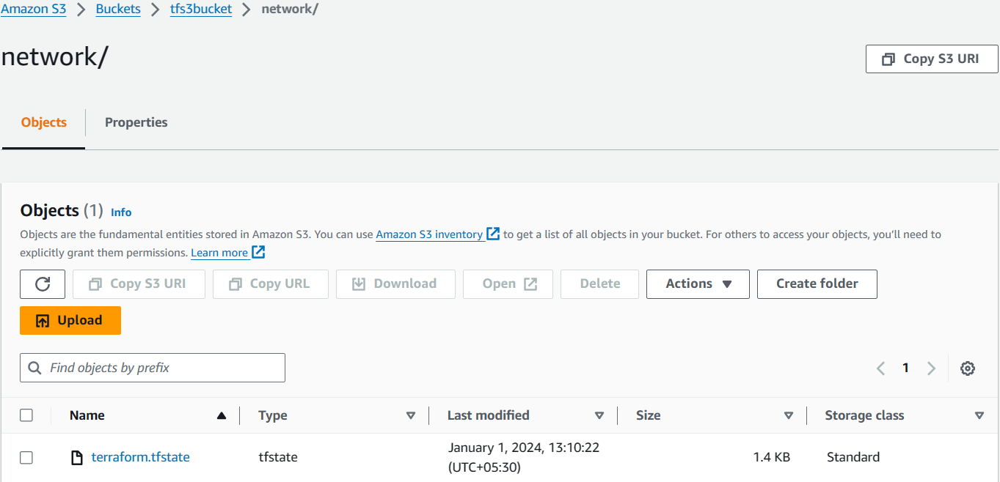 Amazon S3 > Buckets > tfs3bucket > network/
network/
Copy S3 URI
Objects
Properties
Objects (1) Info
Objects are the fundamental entities stored in Amazon S3. You can use Amazon S3 inventory to get a list of all objects in your bucket. For others to access your objects, you'll need to
explicitly grant them permissions. Learn more
Copy S3 URI Copy URL Download Open Delete Actions Create folder
Upload
Find objects by prefix
1
Name Type Last modified Size Storage class
terraform.tfstate tfstate January 1, 2024, 13:10:22 (UTC+05:30) 1.4 KB Standard